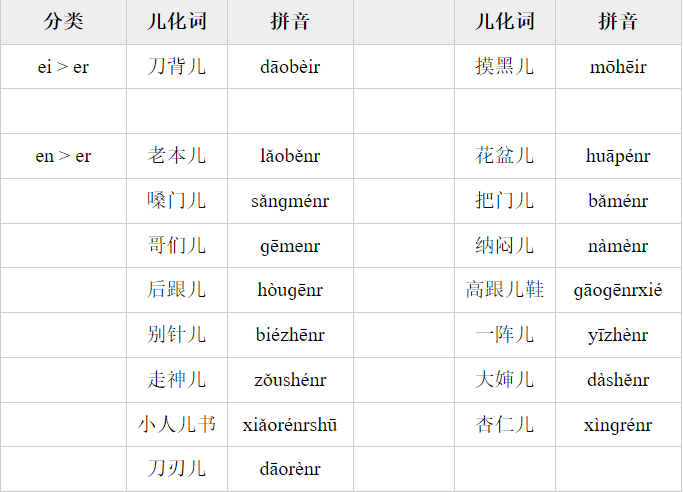 分类 儿化词 拼音 儿化词 拼音
ei > er 刀背儿 dāobèir 摸黑儿 mōhēir
en > er 老本儿 lǎoběnr 花盆儿 huāpénr
嗓门儿 sǎngménr 把门儿 bǎménr
哥们儿 gēmenr 纳闷儿 nàmènr
后跟儿 hòugēnr 高跟儿鞋 gāogēnrxié
别针儿 biézhēnr 一阵儿 yīzhènr
走神儿 zǒushénr 大婶儿 dàshěnr
小人儿书 xiǎorénrshū 杏仁儿 xìngrénr
刀刃儿 dāorènr